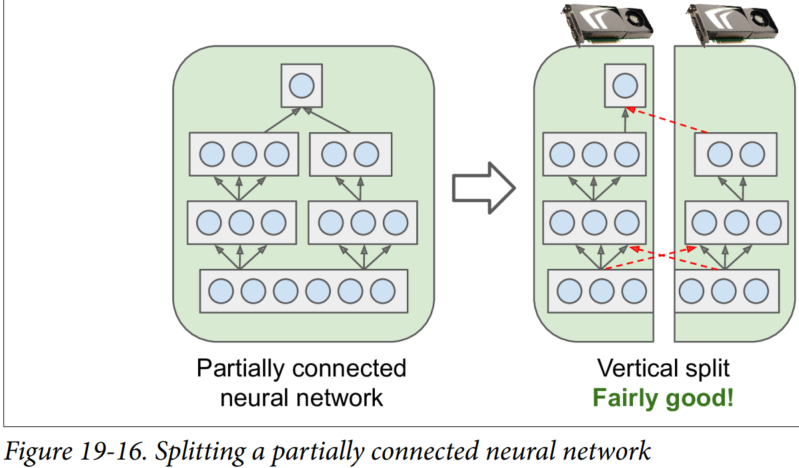 Partially connected
neural network
Vertical split
Fairly good!
Figure 19-16. Splitting a partially connected neural network